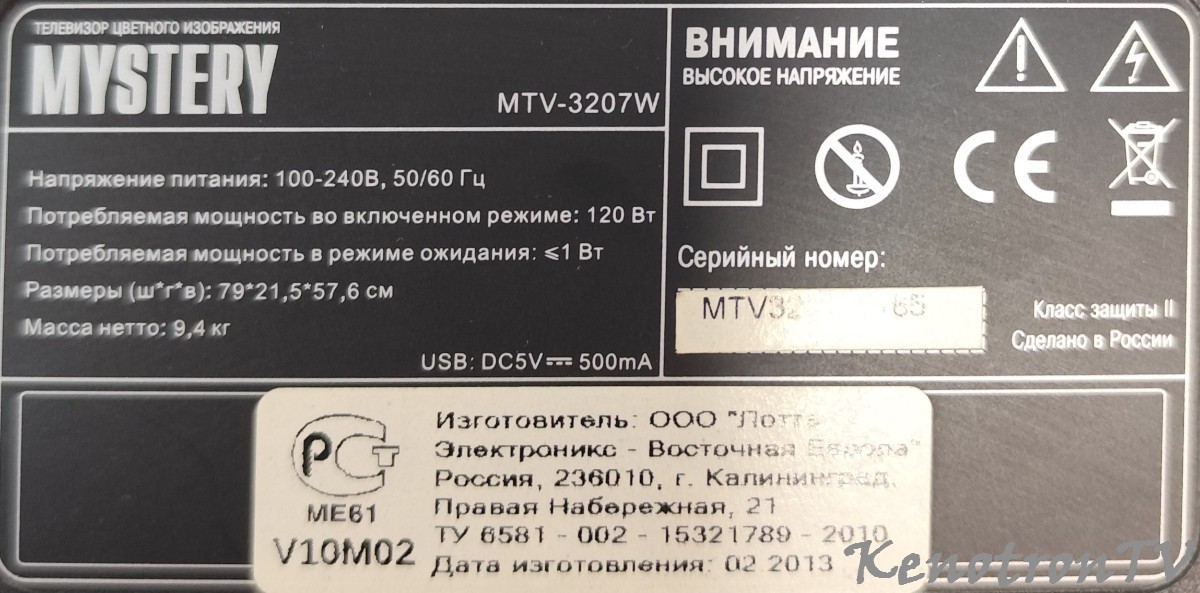 ТЕЛЕВИЗОР ЦВЕТНОГО ИЗОБРАЖЕНИЯ
MYSTERY
MTV-3207W
Напряжение питания: 100-240В, 50/60 Гц
Потребляемая мощность во включенном режиме: 120 Вт
Потребляемая мощность в режиме ожидания: ⩽1 Вт
Размеры (ш*г*в): 79*21,5*57,6 см
Масса нетто: 9,4 кг
USB: DC5V⎓500mA
ВНИМАНИЕ
ВЫСОКОЕ НАПРЯЖЕНИЕ
CE
Серийный номер:
MTV32 65
Класс защиты II
Сделано в России
РСТ
ME61
V10M02
Изготовитель: ООО "
Электроникс - Восточная Европа"
Россия, 236010, г. Калининград,
Правая Набережная, 21
ТУ 6581 - 002 - 15321789 - 2010
Дата изготовления: 02.2013
KenotronTV